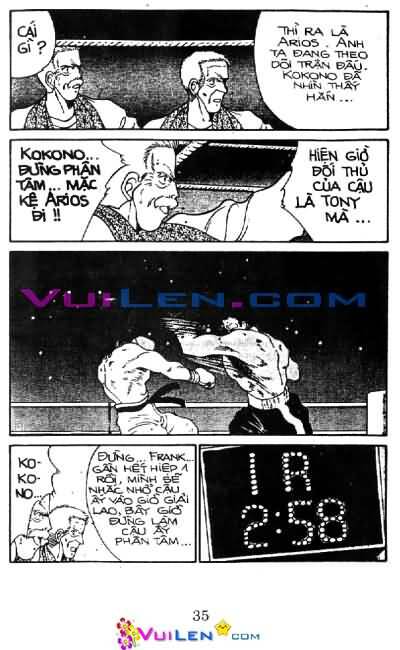 CÁI
GÌ ?
THÌ RA LÀ
ARIOS. ANH
TA ĐANG THEO
DÕI TRẬN ĐẤU.
KOKONO ĐÃ
NHÌN THẤY
HẮN ...
KOKONO...
ĐỪNG PHÂN
TÂM... MẶC
KỆ ARIOS
ĐI !!
HIỆN GIỜ
ĐỐI THỦ
CỦA CẬU
LÀ TONY
MÀ ...
VUILEN.COM
KO-
KO-
NO...
ĐỪNG... FRANK...
GẦN HẾT HIỆP 1
RỒI, MÌNH SẼ
NHẮC NHỞ CẬU
ẤY VÀO GIỜ GIẢI
LAO, BÂY GIỜ
ĐỪNG LÀM
CẬU ẤY
PHÂN TÂM...
1R
2:58
35
VUILEN.COM